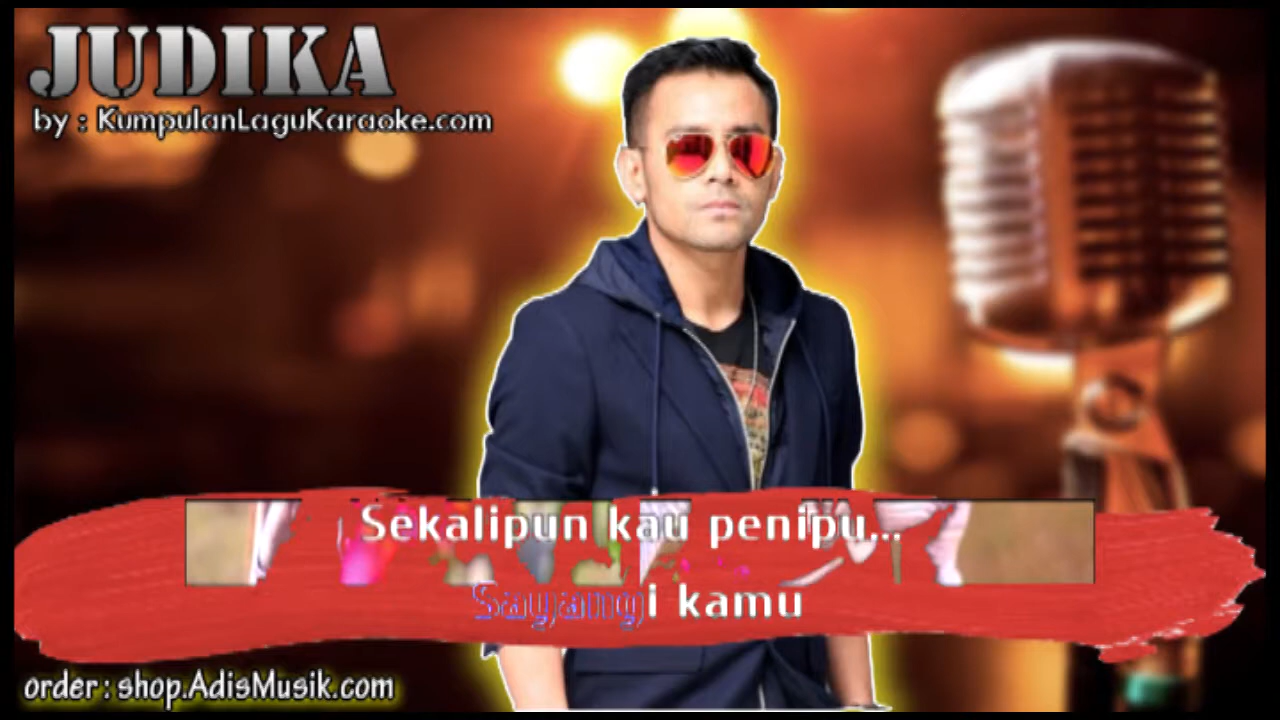 JUDIKA
by : KumpulanLaguKaraoke.com
Sekalipun kau penipu...
Sayangi kamu
order : shop.AdisMusik.com